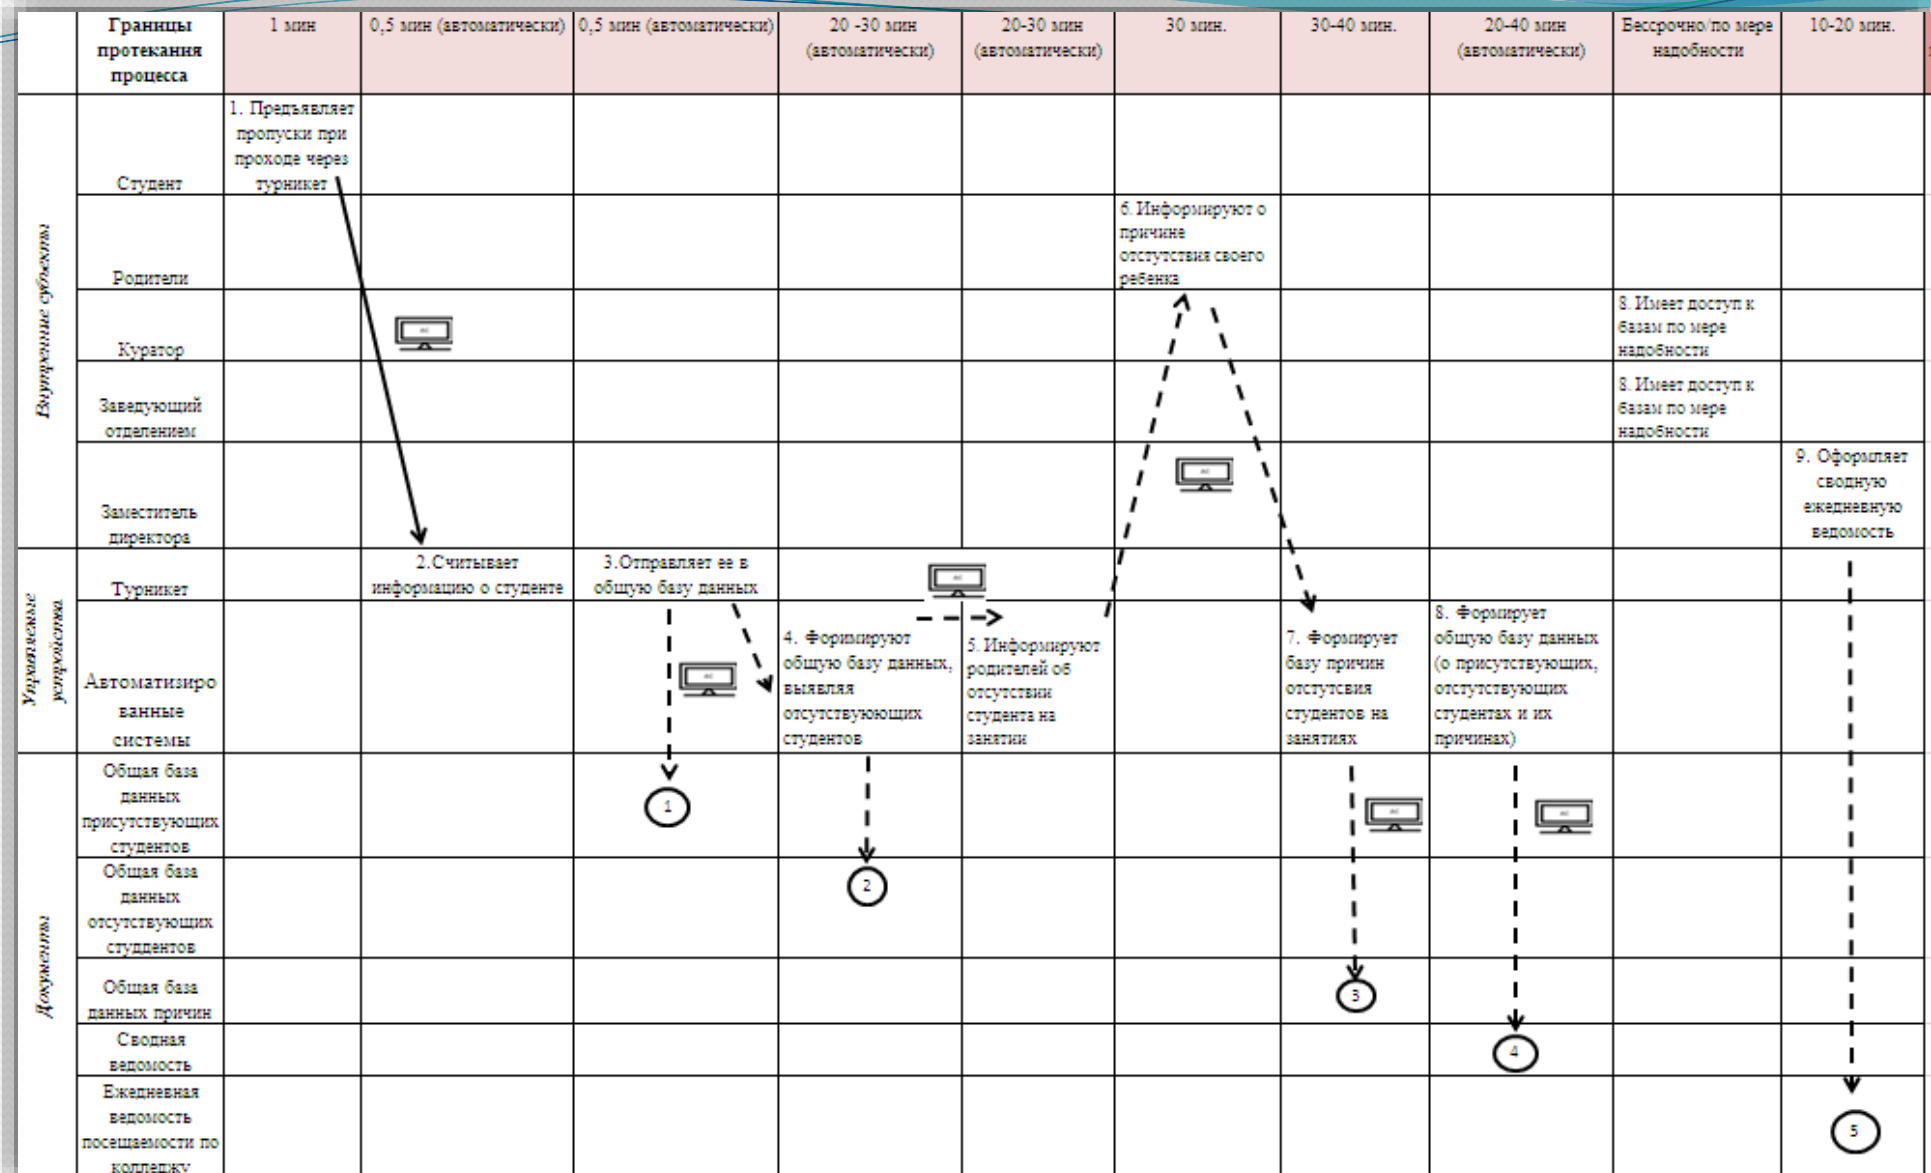 Границы
протекания
процесса
1 мин
0,5 мин (автоматически)
0,5 мин (автоматически)
20 -30 мин
(автоматически)
20-30 мин
(автоматически)
30 мин.
30-40 мин.
20-40 мин
(автоматически)
Бессрочно/по мере
надобности
10-20 мин.
Внутренние субъекты
Студент
1. Предъявляет
пропуски при
проходе через
турникет
Родители
6. Информируют о
причине
отстутствия своего
ребенка
Куратор
8. Имеет доступ к
базам по мере
надобности
Заведующий
отделением
8. Имеет доступ к
базам по мере
надобности
Заместитель
директора
9. Оформляет
сводную
ежедневную
ведомость
Управляемые
устройства
Турникет
2.Считывает
информацию о студенте
3.Отправляет ее в
общую базу данных
Автоматизиро
ванные
системы
4. Форимируют
общую базу данных,
выявляя
отсутствуюющих
студентов
5. Информируют
родителей об
отсутствии
студента на
занятии
7. Формирует
базу причин
отстутсвия
студентов на
занятиях
8. Формирует
общую базу данных
(о присутствующих,
отстутствующих
студентах и их
причинах)
Документы
Общая база
данных
присутствующих
студентов
1
Общая база
данных
отсутствующих
студдентов
2
Общая база
данных причин
3
Сводная
ведомость
4
Ежедневная
ведомость
посещаемости по
колледжу
5